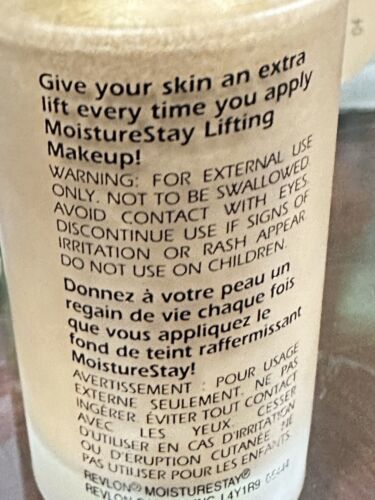 Give your skin an extra
lift every time you apply
MoistureStay Lifting
Makeup!
WARNING: FOR EXTERNAL USE
ONLY. NOT TO BE SWALLOWED.
AVOID CONTACT WITH EYES.
DISCONTINUE USE IF SIGNS OF
IRRITATION OR RASH APPEAR.
DO NOT USE ON CHILDREN.
Donnez à votre peau un
regain de vie chaque fois
que vous appliquez le
fond de teint raffermissant
MoistureStay!
AVERTISSEMENT : POUR USAGE
EXTERNE SEULEMENT. NE PAS
INGÉRER. ÉVITER TOUT CONTACT
AVEC LES YEUX. CESSER
D'UTILISER EN CAS D'IRRITATION
OU D'ERUPTION CUTANÉE. NE
PAS UTILISER POUR LES ENFANTS.
REVLON® MOISTURESTAY®
REVLON L4Y1R9
04